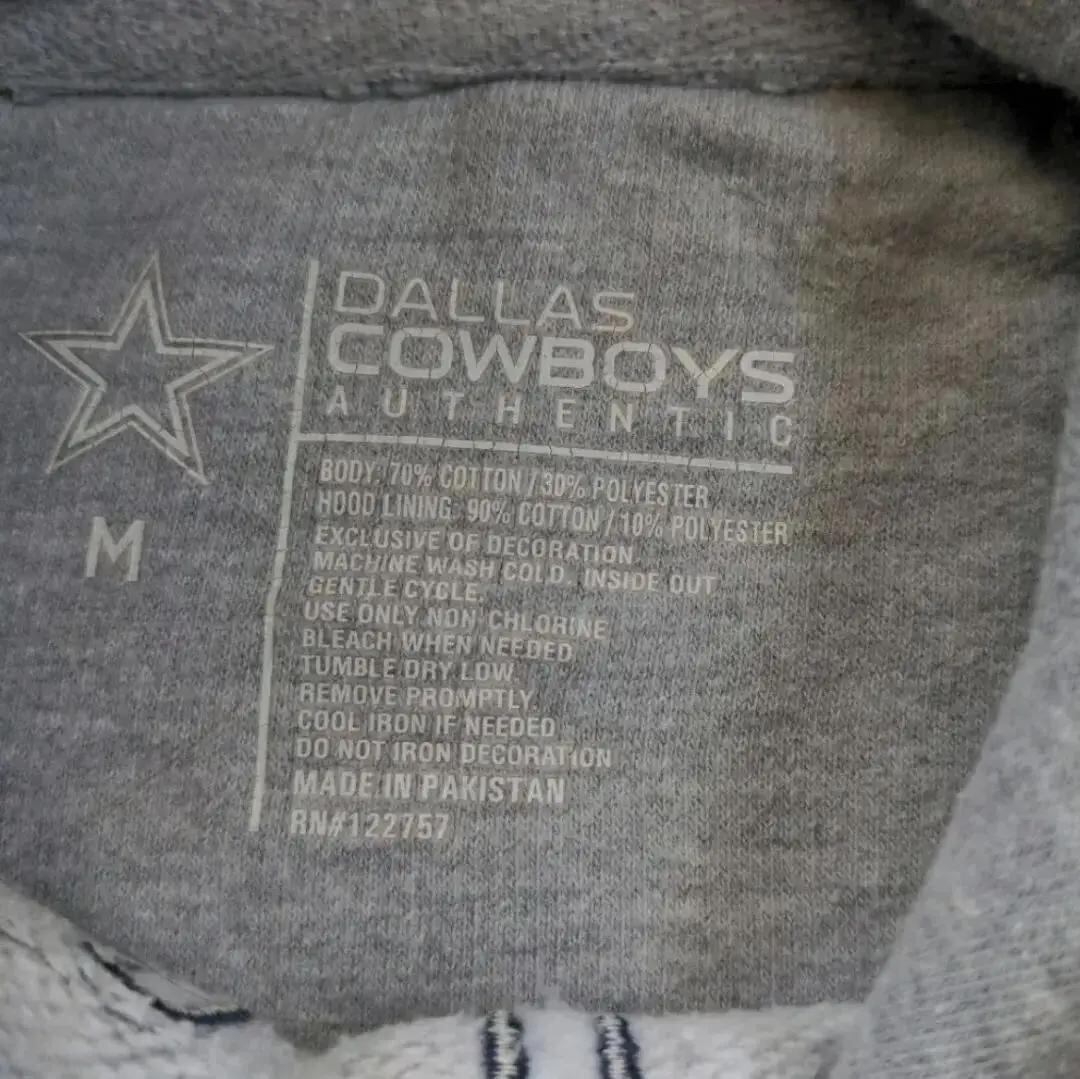 DALLAS
COWBOYS
AUTHENTIC
M
BODY: 70% COTTON / 30% POLYESTER
HOOD LINING: 90% COTTON / 10% POLYESTER
EXCLUSIVE OF DECORATION
MACHINE WASH COLD. INSIDE OUT
GENTLE CYCLE.
USE ONLY NON CHLORINE
BLEACH WHEN NEEDED
TUMBLE DRY LOW.
REMOVE PROMPTLY.
COOL IRON IF NEEDED
DO NOT IRON DECORATION
MADE IN PAKISTAN
RN#122757